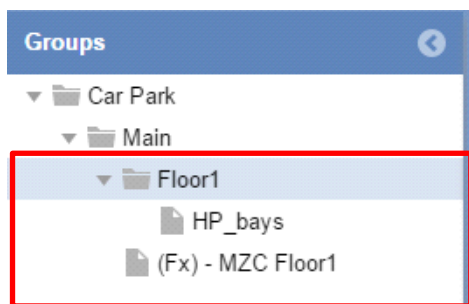 Groups
Car Park
Main
Floor1
HP_bays
(Fx) - MZC Floor1